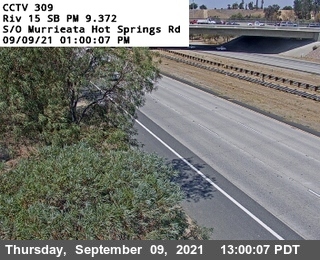 CCTV 309
Riv 15 SB PM 9.372
S/O Murrieata Hot Springs Rd
09/09/21 01:00:07 PM
Thursday, September 09, 2021 13:00:07 PDT